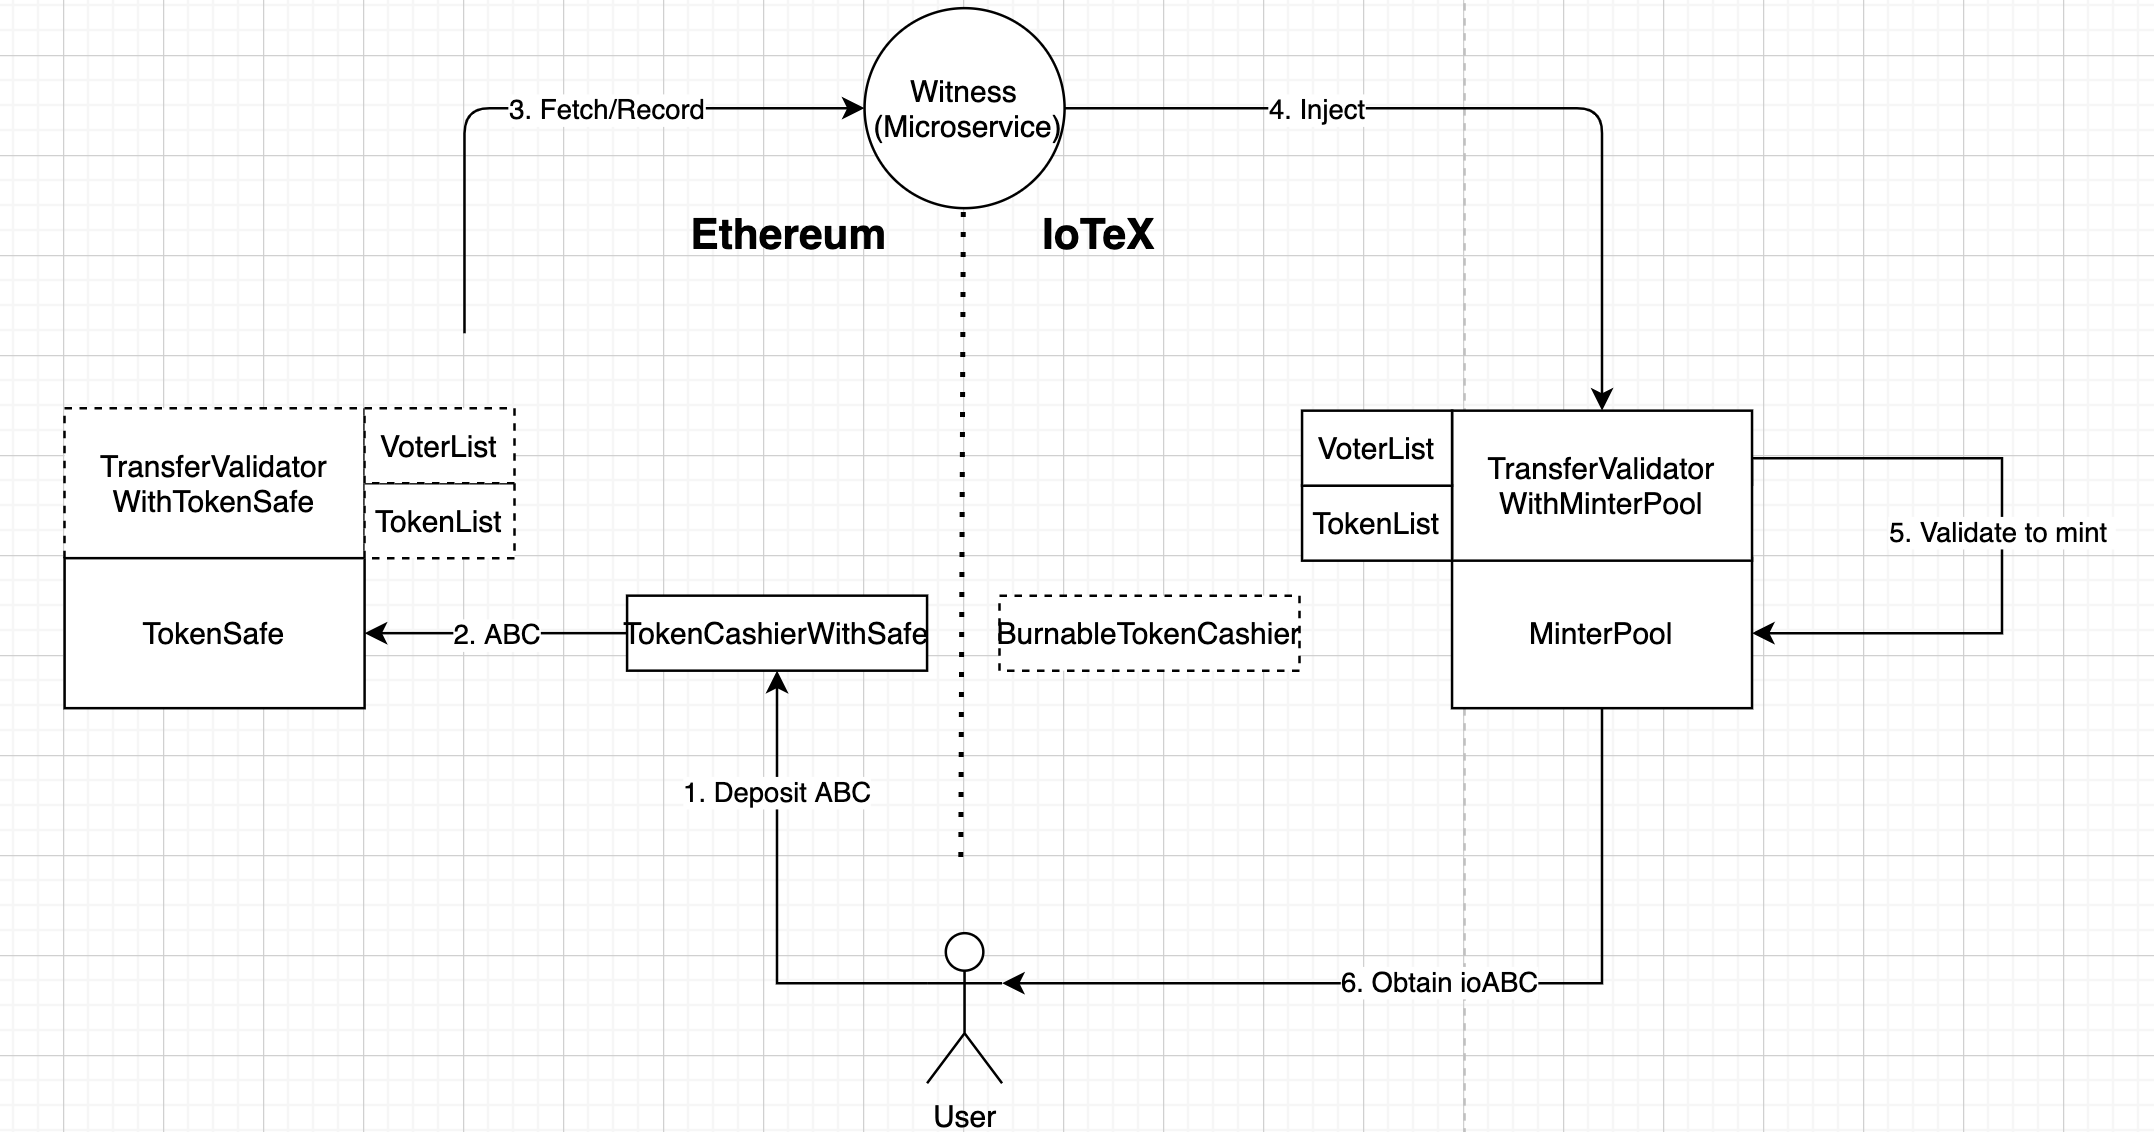 Witness
(Microservice)
3. Fetch/Record
4. Inject
Ethereum
IoTeX
TransferValidator
WithTokenSafe
VoterList
TokenList
VoterList
TokenList
TransferValidator
WithMinterPool
5. Validate to mint
TokenSafe
2. ABC
TokenCashierWithSafe
BurnableTokenCashier
MinterPool
1. Deposit ABC
6. Obtain ioABC
User